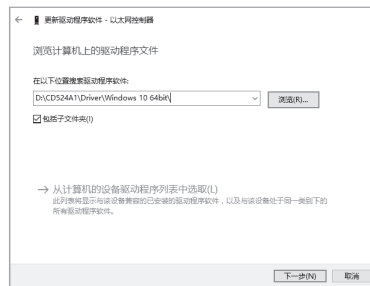 更新驱动程序软件 - 以太网控制器
浏览计算机上的驱动程序文件
在以下位置搜索驱动程序软件:
D:\CD524A1\Driver\Windows 10 64bit\
浏览(R)...
包括子文件夹(I)
从计算机的设备驱动程序列表中选取(L)
此列表将显示与该设备兼容的已安装的驱动程序软件，以及与该设备处于同一类别下的
所有驱动程序软件。
下一步(N)
取消